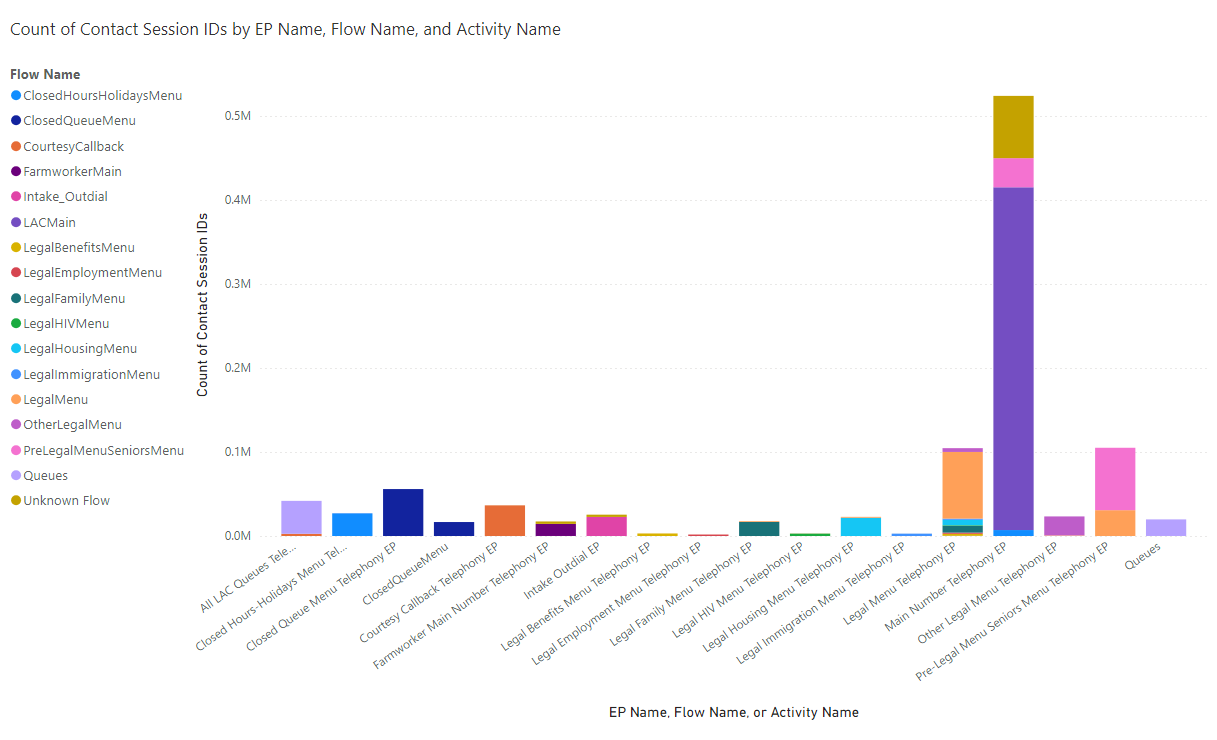 Count of Contact Session IDs by EP Name, Flow Name, and Activity Name
Flow Name
ClosedHoursHolidaysMenu
ClosedQueueMenu
CourtesyCallback
FarmworkerMain
Intake_Outdial
LACMain
LegalBenefitsMenu
LegalEmploymentMenu
LegalFamilyMenu
LegalHIVMenu
LegalHousingMenu
LegalImmigrationMenu
LegalMenu
OtherLegalMenu
PreLegalMenuSeniorsMenu
Queues
Unknown Flow
Count of Contact Session IDs
0.5M
0.4M
0.3M
0.2M
0.1M
0.0M
All LAC Queues Tele...
Closed Hours-Holidays Menu Tel...
Closed Queue Menu Telephony EP
ClosedQueueMenu
Courtesy Callback Telephony EP
Farmworker Main Number Telephony EP
Intake Outdial EP
Legal Benefits Menu Telephony EP
Legal Employment Menu Telephony EP
Legal Family Menu Telephony EP
Legal HIV Menu Telephony EP
Legal Housing Menu Telephony EP
Legal Immigration Menu Telephony EP
Legal Menu Telephony EP
Main Number Telephony EP
Other Legal Menu Telephony EP
Pre-Legal Menu Seniors Menu Telephony EP
Queues
EP Name, Flow Name, or Activity Name